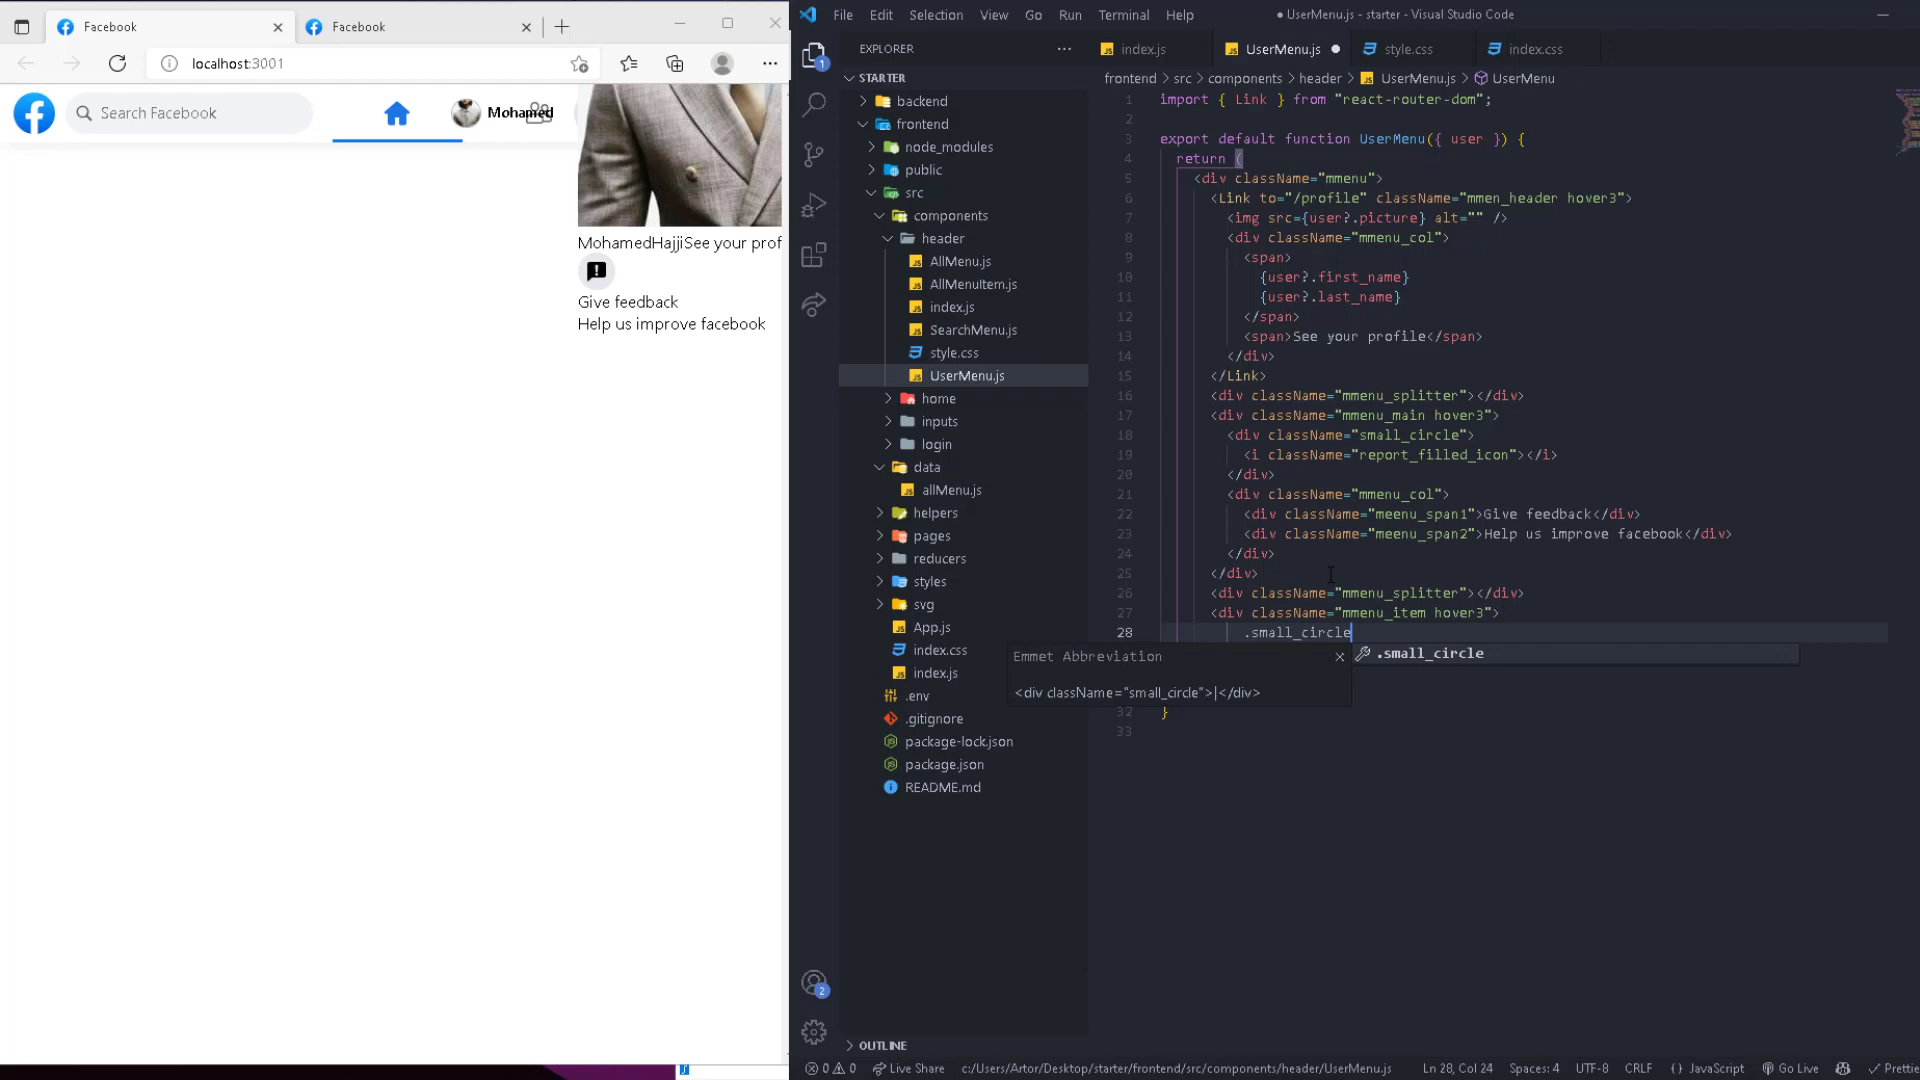 Facebook
Facebook
localhost:3001
Search Facebook
Mohamed
MohamedHajjiSee your prof
Give feedback
Help us improve facebook
File Edit Selection View Go Run Terminal Help
● UserMenu.js - starter - Visual Studio Code
EXPLORER
index.js
UserMenu.js
style.css
index.css
STARTER
backend
frontend
node_modules
public
src
components
header
AllMenu.js
AllMenuItem.js
index.js
SearchMenu.js
style.css
UserMenu.js
home
inputs
login
data
allMenu.js
helpers
pages
reducers
styles
svg
App.js
index.css
index.js
.env
.gitignore
package-lock.json
package.json
README.md
OUTLINE
1
2
2
frontend > src > components > header > UserMenu.js > UserMenu
1 import { Link } from "react-router-dom";
2
3 export default function UserMenu({ user }) {
4 return (
5 <div className="mmenu">
6 <Link to="/profile" className="mmen_header hover3">
7 <img src={user?.picture} alt="" />
8 <div className="mmenu_col">
9 <span>
10 {user?.first_name}
11 {user?.last_name}
12 </span>
13 <span>See your profile</span>
14 </div>
15 </Link>
16 <div className="mmenu_splitter"></div>
17 <div className="mmenu_main hover3">
18 <div className="small_circle">
19 <i className="report_filled_icon"></i>
20 </div>
21 <div className="mmenu_col">
22 <div className="meenu_span1">Give feedback</div>
23 <div className="meenu_span2">Help us improve facebook</div>
24 </div>
25 </div>
26 <div className="mmenu_splitter"></div>
27 <div className="mmenu_item hover3">
28 .small_circle
Emmet Abbreviation
.small_circle
<div className="small_circle">|</div>
32 }
33
0 0 Live Share c:/Users/Artor/Desktop/starter/frontend/src/components/header/UserMenu.js Ln 28, Col 24 Spaces: 4 UTF-8 CRLF {} JavaScript Go Live Prettie